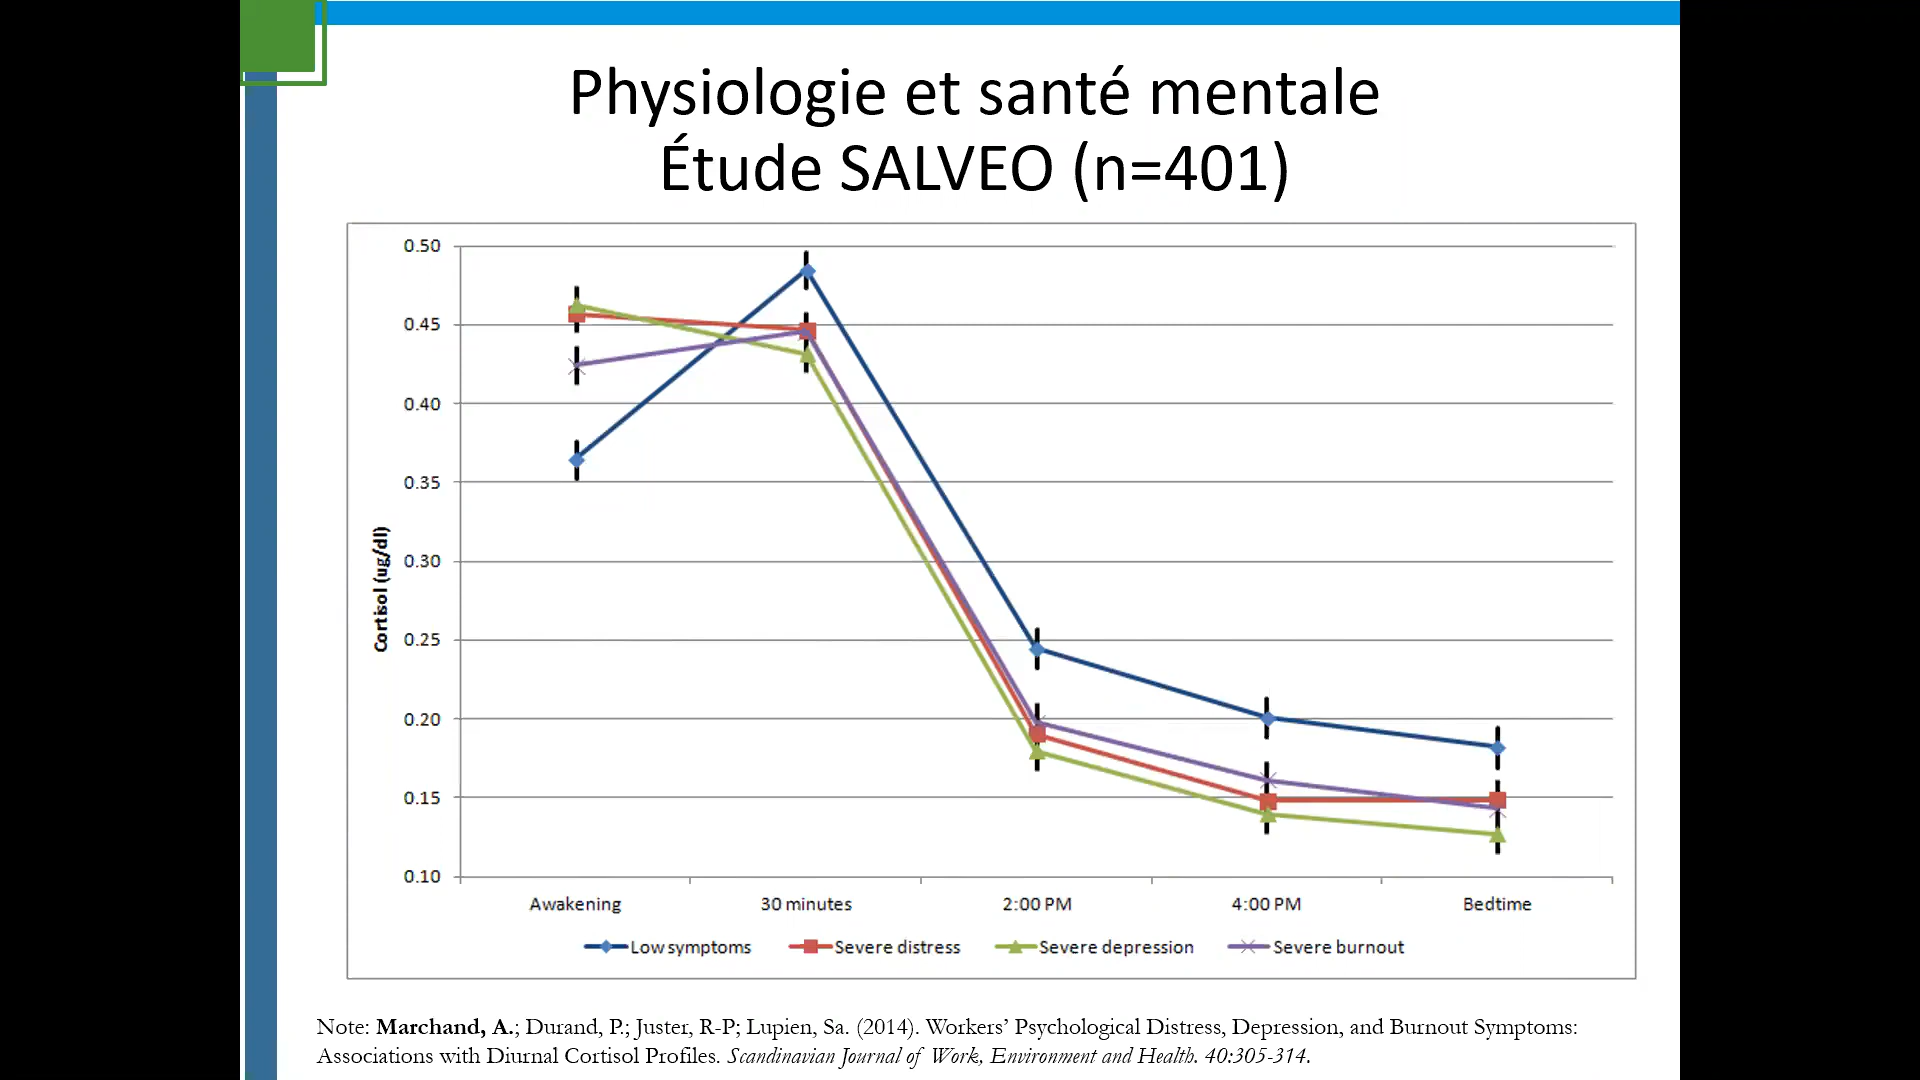 Physiologie et santé mentale
Étude SALVEO (n=401)
0.50
0.45
0.40
0.35
0.30
0.25
0.20
0.15
0.10
Cortisol (ug/dl)
Awakening 30 minutes 2:00 PM 4:00 PM Bedtime
Low symptoms Severe distress Severe depression Severe burnout
Note: Marchand, A.; Durand, P.; Juster, R-P; Lupien, Sa. (2014). Workers’ Psychological Distress, Depression, and Burnout Symptoms:
Associations with Diurnal Cortisol Profiles. Scandinavian Journal of Work, Environment and Health. 40:305-314.